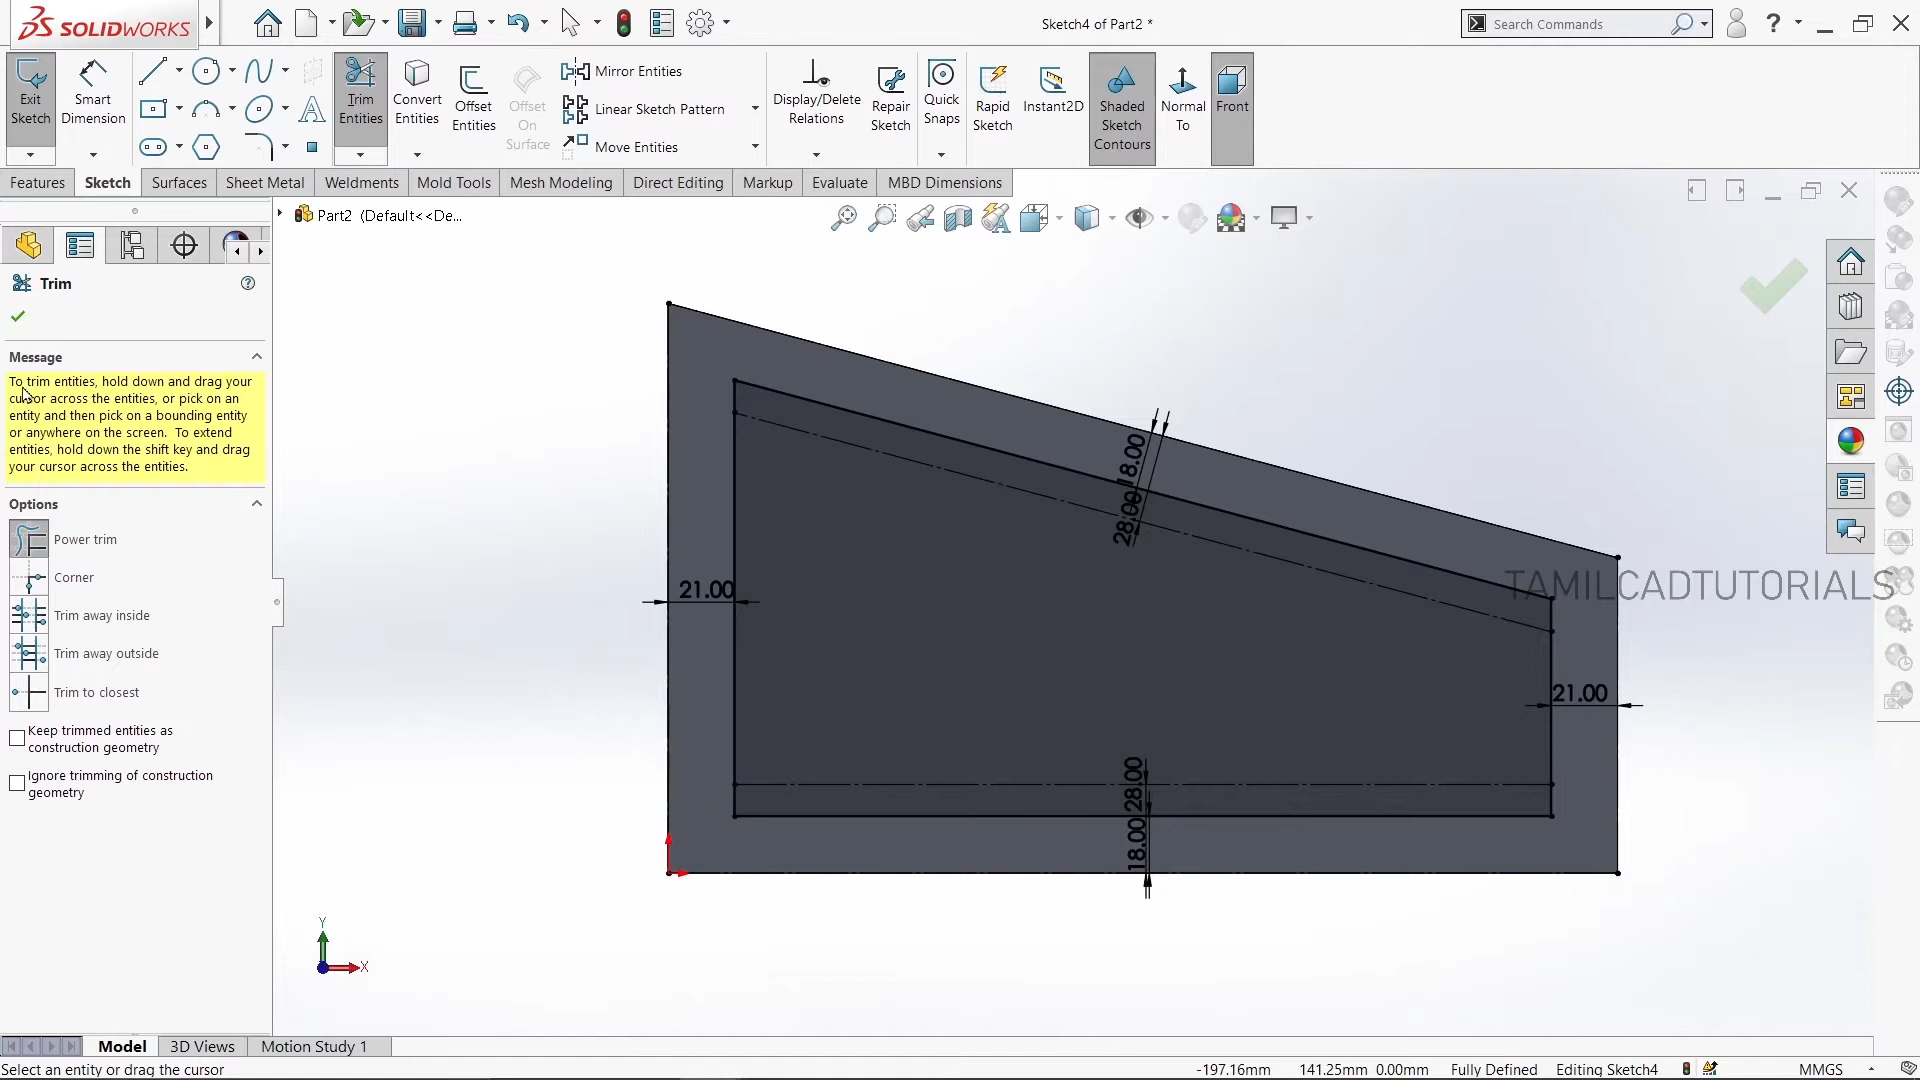 SOLIDWORKS
Sketch4 of Part2 *
Search Commands
Exit Sketch
Smart Dimension
Trim Entities
Convert Entities
Offset Entities
Offset On Surface
Mirror Entities
Linear Sketch Pattern
Move Entities
Display/Delete Relations
Repair Sketch
Quick Snaps
Rapid Sketch
Instant2D
Shaded Sketch Contours
Normal To
Front
Features
Sketch
Surfaces
Sheet Metal
Weldments
Mold Tools
Mesh Modeling
Direct Editing
Markup
Evaluate
MBD Dimensions
Part2 (Default<<De...
Trim
Message
To trim entities, hold down and drag your
cursor across the entities, or pick on an
entity and then pick on a bounding entity
or anywhere on the screen. To extend
entities, hold down the shift key and drag
your cursor across the entities.
Options
Power trim
Corner
Trim away inside
Trim away outside
Trim to closest
Keep trimmed entities as
construction geometry
Ignore trimming of construction
geometry
18.00
28.00
21.00
TAMILCADTUTORIALS
21.00
28.00
18.00
Y
X
Model
3D Views
Motion Study 1
Select an entity or drag the cursor
-197.16mm
141.25mm
0.00mm
Fully Defined
Editing Sketch4
MMGS